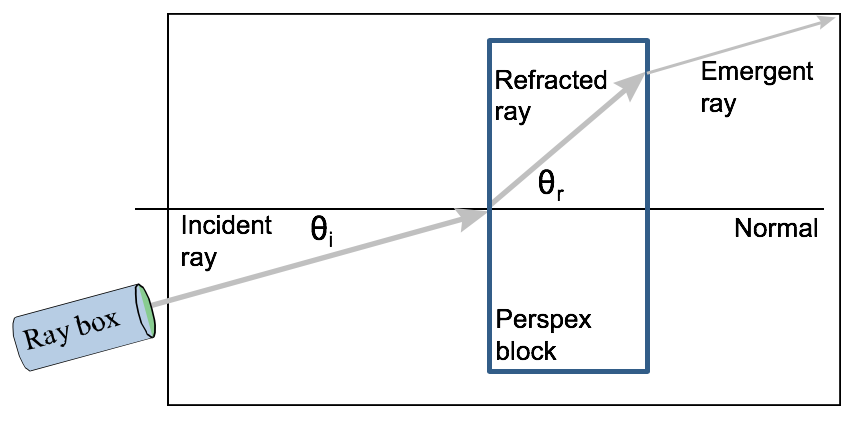 Refracted
ray
Emergent
ray
θr
Incident
ray
θi
Normal
Ray box
Perspex
block